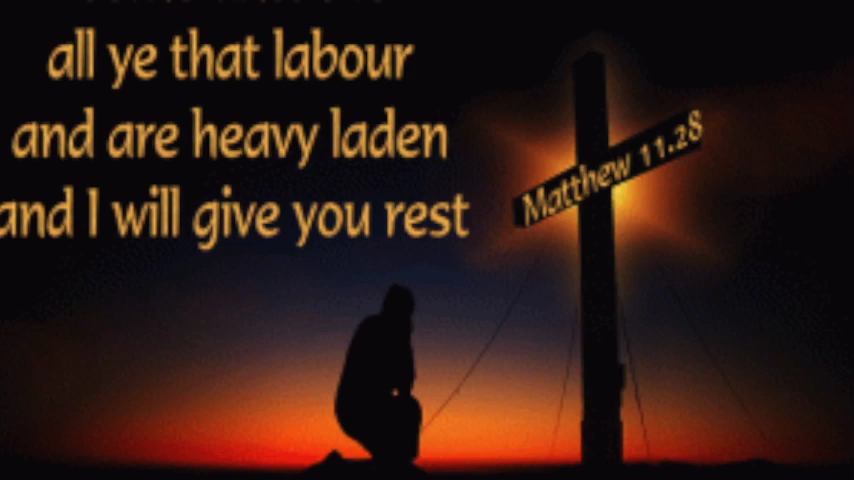 all ye that labour
and are heavy laden
and I will give you rest
Matthew 11.28